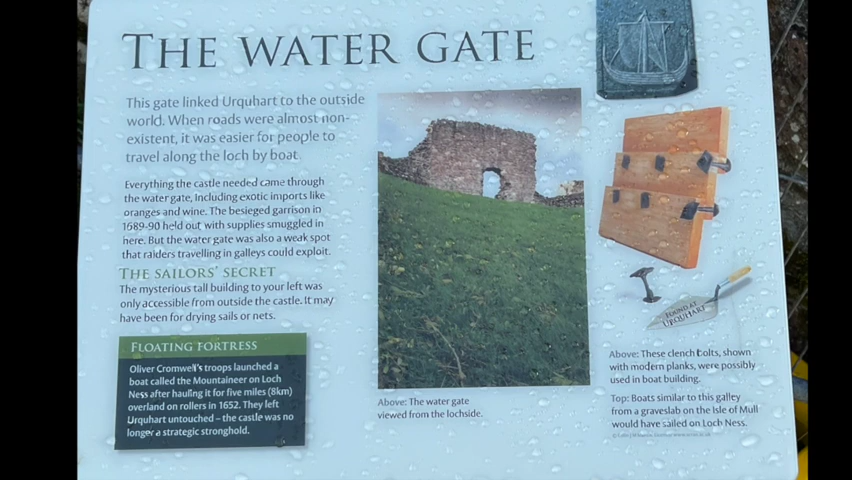 THE WATER GATE
This gate linked Urquhart to the outside
world. When roads were almost non-
existent, it was easier for people to
travel along the loch by boat.
Everything the castle needed came through
the water gate, including exotic imports like
oranges and wine. The besieged garrison in
1689-90 held out with supplies smuggled in
here. But the water gate was also a weak spot
that raiders travelling in galleys could exploit.
THE SAILORS' SECRET
The mysterious tall building to your left was
only accessible from outside the castle. It may
have been for drying sails or nets.
FLOATING FORTRESS
Oliver Cromwell's troops launched a
boat called the Mountaineer on Loch
Ness after hauling it for five miles (8km)
overland on rollers in 1652. They left
Urquhart untouched – the castle was no
longer a strategic stronghold.
Above: The water gate
viewed from the lochside.
FOUND AT
URQUHART
Above: These clench bolts, shown
with modern planks, were possibly
used in boat building.
Top: Boats similar to this galley
from a graveslab on the Isle of Mull
would have sailed on Loch Ness.